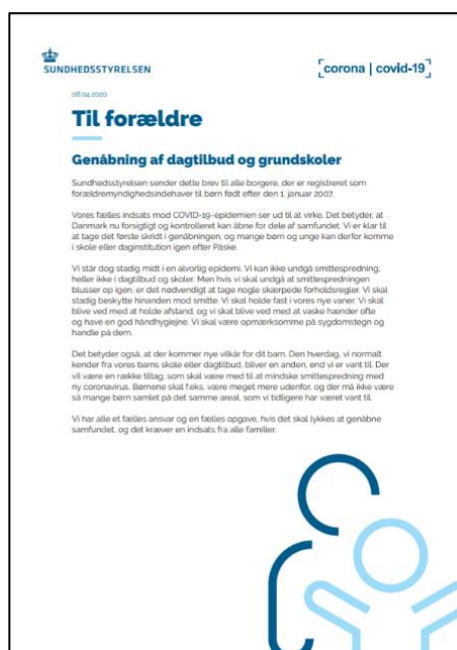 SUNDHEDSSTYRELSEN
[corona | covid-19]
08.04.2020
Til forældre
Genåbning af dagtilbud og grundskoler
Sundhedsstyrelsen sender dette brev til alle borgere, der er registreret som
forældremyndighedsindehaver til børn født efter den 1. januar 2007.
Vores fælles indsats mod COVID-19-epidemien ser ud til at virke. Det betyder, at
Danmark nu forsigtigt og kontrolleret kan åbne for dele af samfundet. Vi er klar til
at tage det første skridt i genåbningen, og mange børn og unge kan derfor komme
i skole eller daginstitution igen efter Påske.
Vi står dog stadig midt i en alvorlig epidemi. Vi kan ikke undgå smittespredning,
heller ikke i dagtilbud og skoler. Men hvis vi skal undgå at smittespredningen
blusser op igen, er det nødvendigt at tage nogle skærpede forholdsregler. Vi skal
stadig beskytte hinanden mod smitte. Vi skal holde fast i vores nye vaner. Vi skal
blive ved med at holde afstand, og vi skal blive ved med at vaske hænder ofte
og have en god håndhygiejne. Vi skal være opmærksomme på sygdomstegn og
handle på dem.
Det betyder også, at der kommer nye vilkår for dit barn. Den hverdag, vi normalt
kender fra vores barns skole eller dagtilbud, bliver en anden, end vi er vant til. Der
vil være en række tiltag, som skal være med til at mindske smittespredning med
ny coronavirus. Børnene skal f.eks. være meget mere udenfor, og der må ikke være
så mange børn samlet på det samme areal, som vi tidligere har været vant til.
Vi har alle et fælles ansvar og en fælles opgave, hvis det skal lykkes at genåbne
samfundet, og det kræver en indsats fra alle familier.